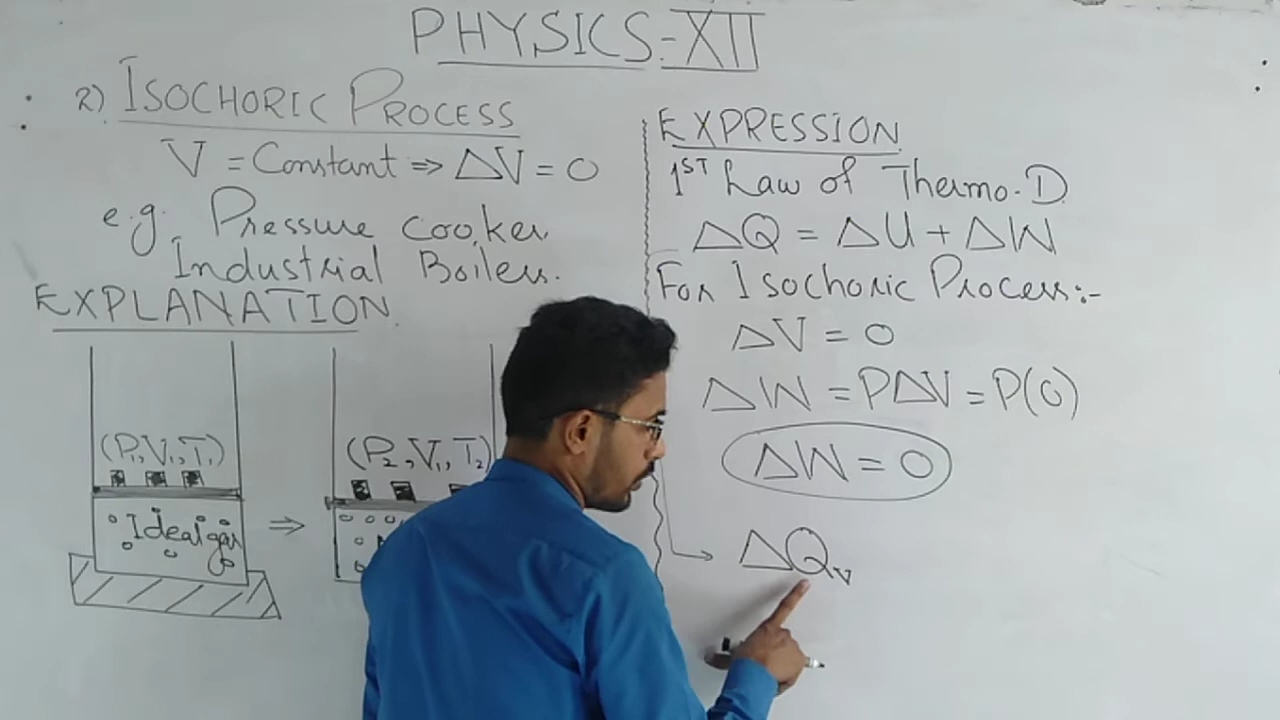 PHYSICS-XII
2) ISOCHORIC PROCESS
V = Constant ⇒ ΔV = 0
e.g. Pressure cooker
Industrial Boilers.
EXPLANATION.
(P₁,V₁,T₁)
Ideal gas
⇒
(P₂,V₁,T₂)
EXPRESSION
1ST Law of Thermo.D
ΔQ = ΔU + ΔW
For Isochoric Process:-
ΔV = 0
ΔW = PΔV = P(0)
ΔW = 0
ΔQv